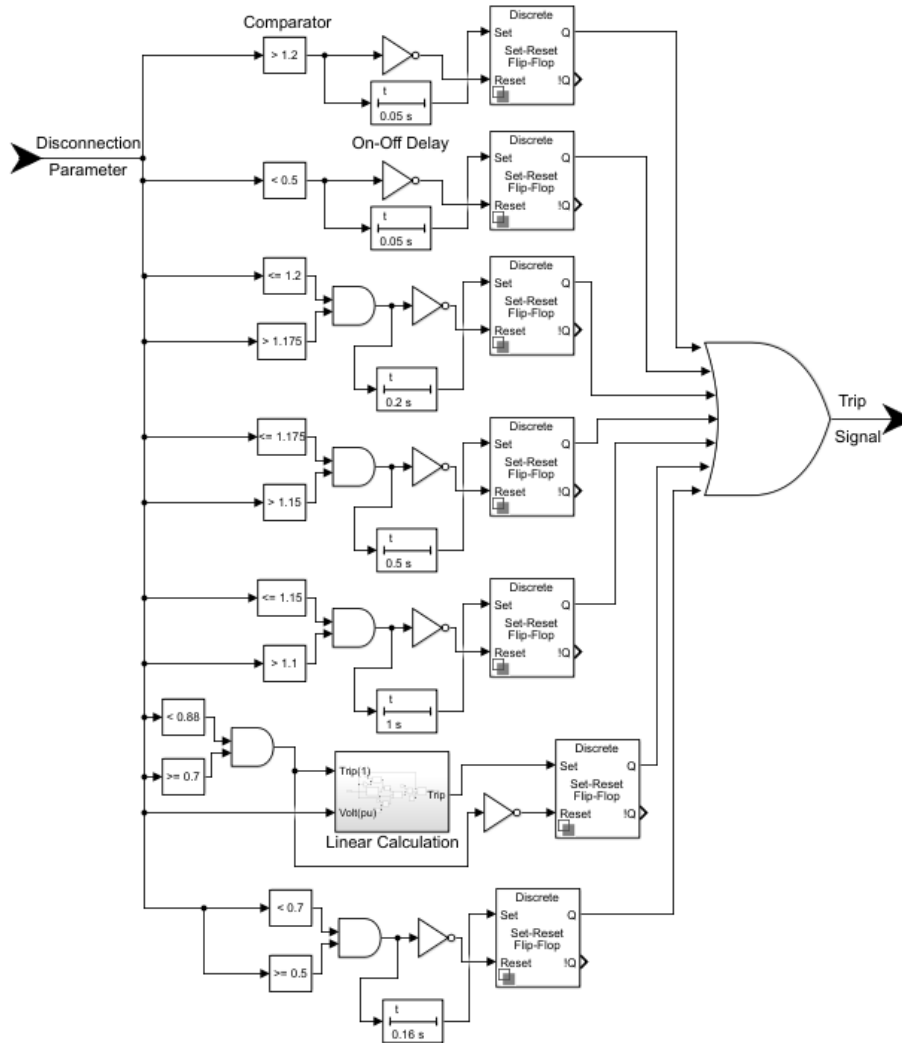 Comparator
> 1.2
t
0.05 s
Discrete
Set
Q
Set-Reset
Flip-Flop
Reset
!Q
Disconnection
Parameter
On-Off Delay
< 0.5
t
0.05 s
Discrete
Set
Q
Set-Reset
Flip-Flop
Reset
!Q
<= 1.2
> 1.175
t
0.2 s
Discrete
Set
Q
Set-Reset
Flip-Flop
Reset
!Q
Trip
Signal
<= 1.175
> 1.15
t
0.5 s
Discrete
Set
Q
Set-Reset
Flip-Flop
Reset
!Q
<= 1.15
> 1.1
t
1 s
Discrete
Set
Q
Set-Reset
Flip-Flop
Reset
!Q
< 0.88
>= 0.7
Trip(1)
Trip
Volt(pu)
Linear Calculation
Discrete
Set
Q
Set-Reset
Flip-Flop
Reset
!Q
< 0.7
>= 0.5
t
0.16 s
Discrete
Set
Q
Set-Reset
Flip-Flop
Reset
!Q